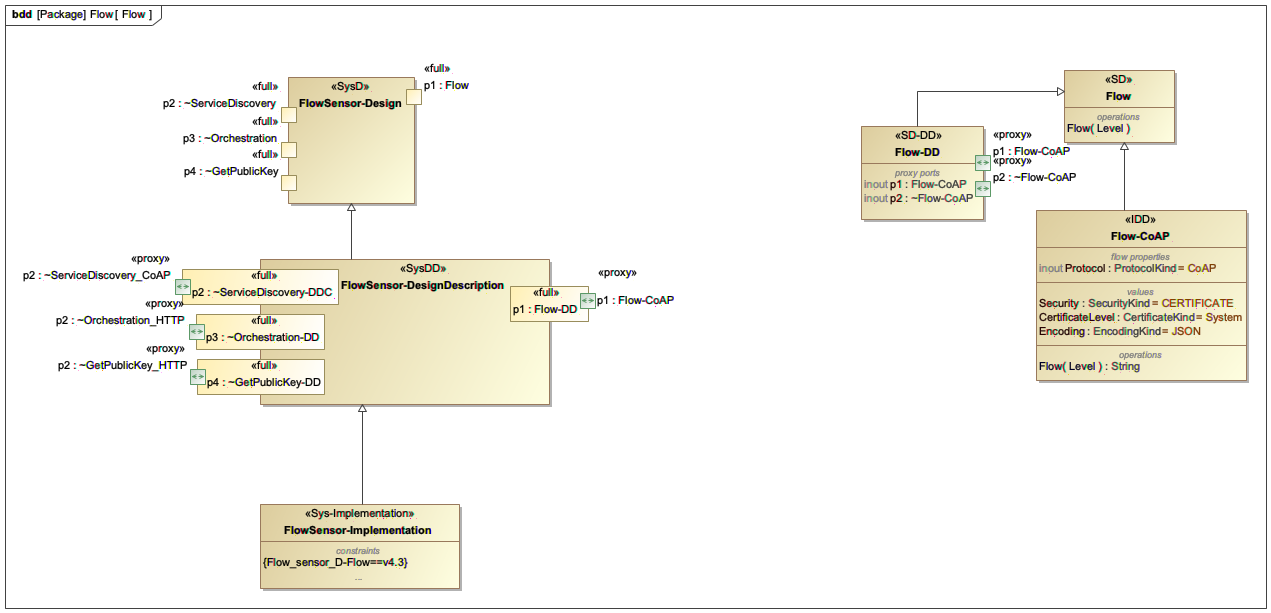 bdd [Package] Flow[ Flow ]
«full»
p1 : Flow
«full»
p2 : ~ServiceDiscovery
«full»
p3 : ~Orchestration
«full»
p4 : ~GetPublicKey
«SysD»
FlowSensor-Design
«proxy»
p2 : ~ServiceDiscovery_CoAP
«proxy»
p2 : ~Orchestration_HTTP
«proxy»
p2 : ~GetPublicKey_HTTP
«full»
p2 : ~ServiceDiscovery-DDC
«full»
p3 : ~Orchestration-DD
«full»
p4 : ~GetPublicKey-DD
«SysDD»
FlowSensor-DesignDescription
«full»
p1 : Flow-DD
«proxy»
p1 : Flow-CoAP
«Sys-Implementation»
FlowSensor-Implementation
constraints
{Flow_sensor_D-Flow==v4.3}
...
«SD»
Flow
operations
Flow( Level )
«SD-DD»
Flow-DD
proxy ports
inout p1 : Flow-CoAP
inout p2 : ~Flow-CoAP
«proxy»
p1 : Flow-CoAP
«proxy»
p2 : ~Flow-CoAP
«IDD»
Flow-CoAP
flow properties
inout Protocol : ProtocolKind = CoAP
values
Security : SecurityKind = CERTIFICATE
CertificateLevel : CertificateKind = System
Encoding : EncodingKind = JSON
operations
Flow( Level ) : String